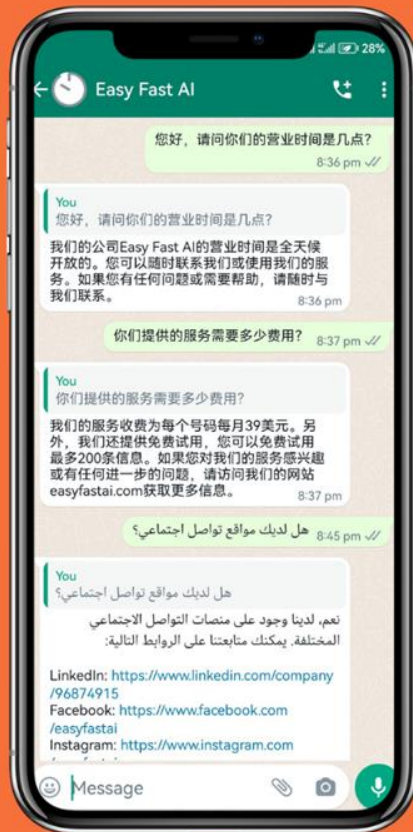 28%
Easy Fast AI
您好，请问你们的营业时间是几点？
8:36 pm
You
您好，请问你们的营业时间是几点？
我们的公司Easy Fast AI的营业时间是全天候
开放的。您可以随时联系我们或使用我们的服
务。如果您有任何问题或需要帮助，请随时与
我们联系。
8:36 pm
你们提供的服务需要多少费用？ 8:37 pm
You
你们提供的服务需要多少费用？
我们的服务收费为每个号码每月39美元。另
外，我们还提供免费试用，您可以免费试用
最多200条信息。如果您对我们的服务感兴趣
或有任何进一步的问题，请访问我们的网站
easyfastai.com获取更多信息。
8:37 pm
هل لديك مواقع تواصل اجتماعي؟ 8:45 pm
You
هل لديك مواقع تواصل اجتماعي؟
نعم، لدينا وجود على منصات التواصل الاجتماعي
المختلفة. يمكنك متابعتنا على الروابط التالية:
LinkedIn: https://www.linkedin.com/company
/96874915
Facebook: https://www.facebook.com
/easyfastai
Instagram: https://www.instagram.com
Message